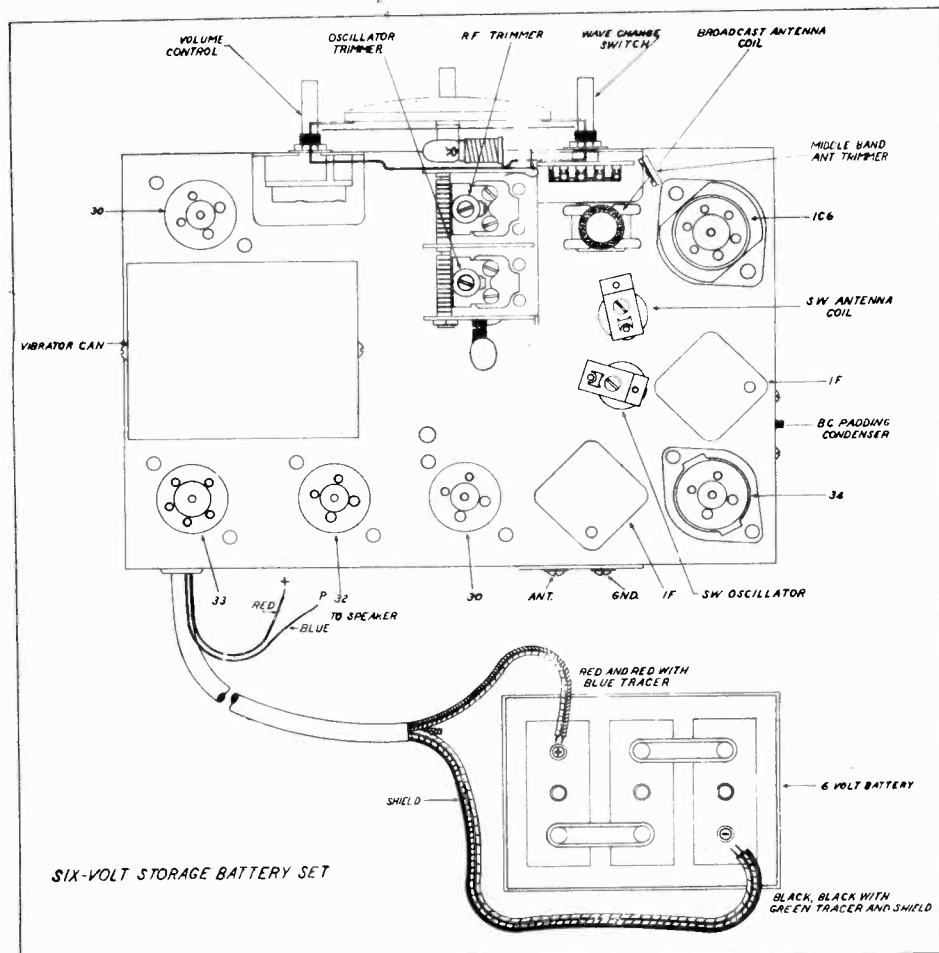 VOLUME
CONTROL
OSCILLATOR
TRIMMER
RF TRIMMER
WAVE CHANGE
SWITCH
BROADCAST ANTENNA
COIL
MIDDLE BAND
ANT TRIMMER
30
1C6
SW ANTENNA
COIL
VIBRATOR CAN
1F
BC PADDING
CONDENSER
34
33
+
RED
P
32
TO SPEAKER
BLUE
30
ANT.
GND.
1F
SW OSCILLATOR
RED AND RED WITH
BLUE TRACER
+
SHIELD
6 VOLT BATTERY
-
SIX-VOLT STORAGE BATTERY SET
BLACK, BLACK WITH
GREEN TRACER AND SHIELD